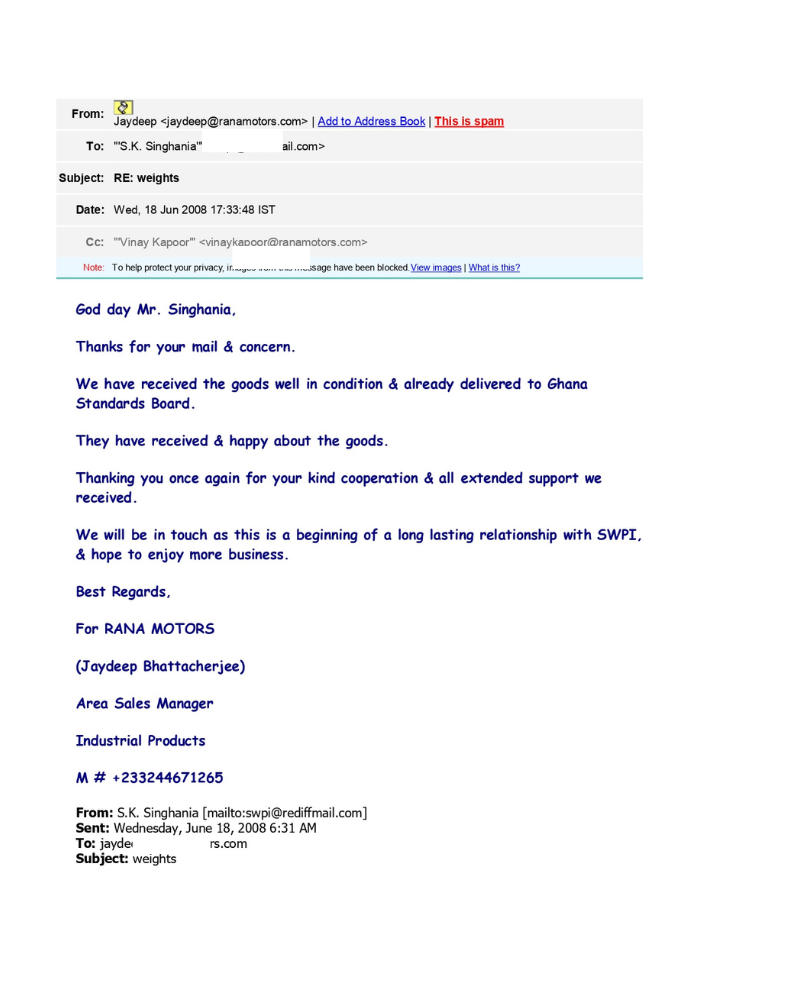 From: Jaydeep <jaydeep@ranamotors.com> | Add to Address Book | This is spam
To: "'S.K. Singhania'" ail.com>
Subject: RE: weights
Date: Wed, 18 Jun 2008 17:33:48 IST
Cc: "'Vinay Kapoor'" <vinaykapoor@ranamotors.com>
Note: To help protect your privacy, images from this message have been blocked. View images | What is this?
God day Mr. Singhania,
Thanks for your mail & concern.
We have received the goods well in condition & already delivered to Ghana
Standards Board.
They have received & happy about the goods.
Thanking you once again for your kind cooperation & all extended support we
received.
We will be in touch as this is a beginning of a long lasting relationship with SWPI,
& hope to enjoy more business.
Best Regards,
For RANA MOTORS
(Jaydeep Bhattacherjee)
Area Sales Manager
Industrial Products
M # +233244671265
From: S.K. Singhania [mailto:swpi@rediffmail.com]
Sent: Wednesday, June 18, 2008 6:31 AM
To: jayde rs.com
Subject: weights